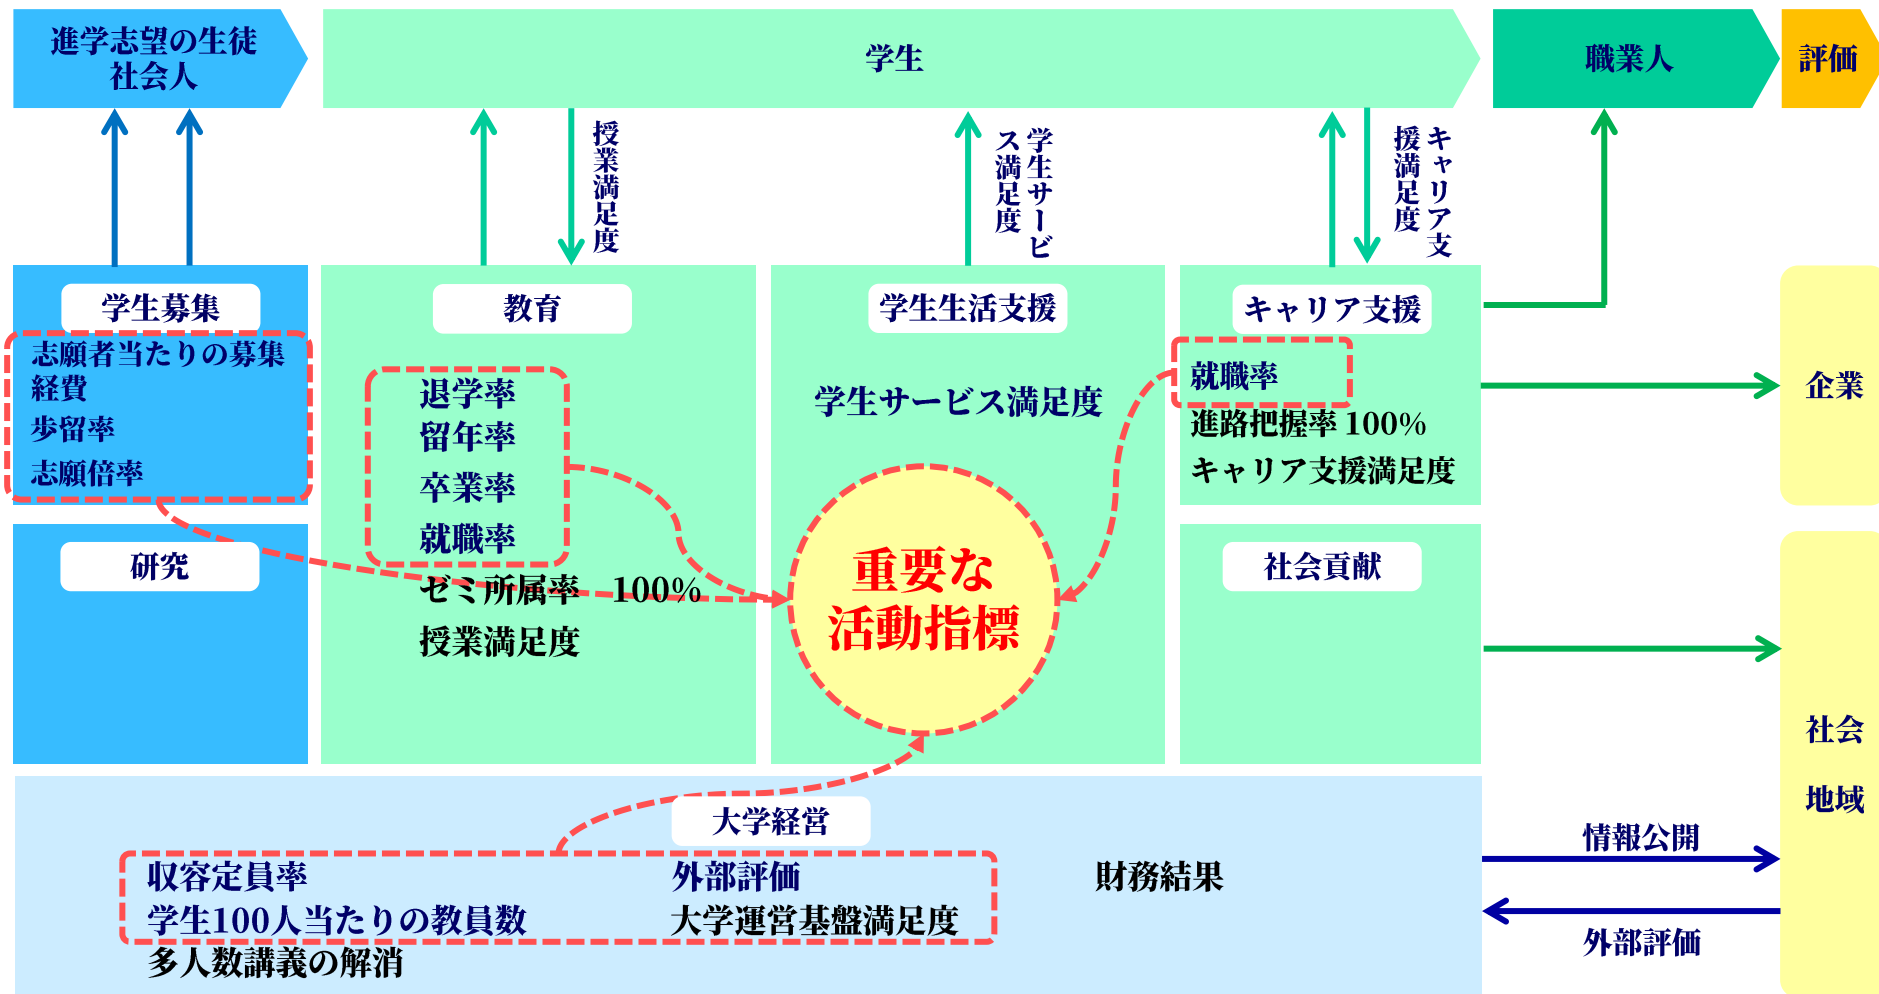 進学志望の生徒
社会人
学生
職業人
評価
授業満足度
学生サービ
ス満足度
キャリア支
援満足度
学生募集
志願者当たりの募集
経費
歩留率
志願倍率
教育
退学率
留年率
卒業率
就職率
ゼミ所属率 100%
授業満足度
学生生活支援
学生サービス満足度
重要な
活動指標
キャリア支援
就職率
進路把握率 100%
キャリア支援満足度
企業
研究
社会貢献
社会
地域
大学経営
収容定員率
学生100人当たりの教員数
多人数講義の解消
外部評価
大学運営基盤満足度
財務結果
情報公開
外部評価